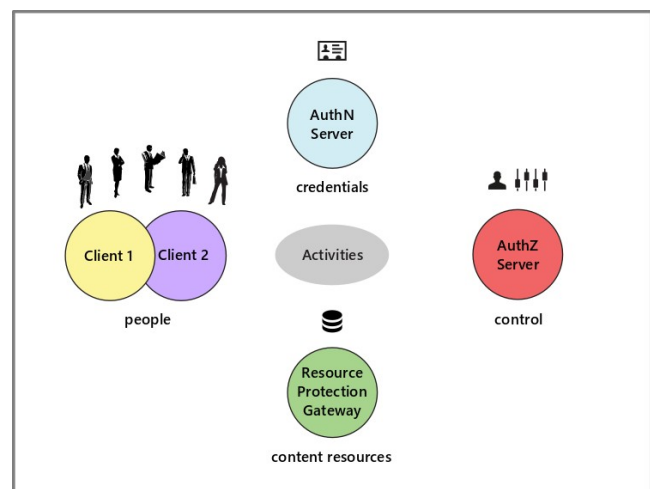 AuthN
Server
credentials
Client 1
Client 2
people
Activities
AuthZ
Server
control
Resource
Protection
Gateway
content resources